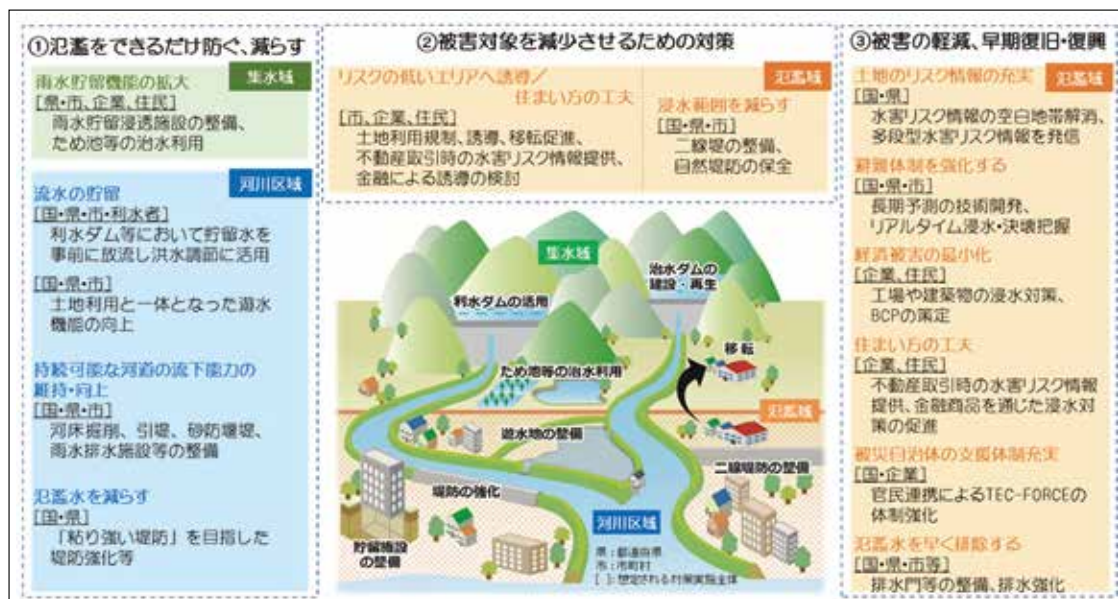 ①氾濫をできるだけ防ぐ、減らす
集水域
雨水貯留機能の拡大
[県・市、企業、住民]
雨水貯留浸透施設の整備、
ため池等の治水利用
河川区域
流水の貯留
[国・県・市・利水者]
利水ダム等において貯留水を
事前に放流し洪水調節に活用
[国・県・市]
土地利用と一体となった遊水
機能の向上
持続可能な河道の流下能力の
維持・向上
[国・県・市]
河床掘削、引堤、砂防堰堤、
雨水排水施設等の整備
氾濫水を減らす
[国・県]
「粘り強い堤防」を目指した
堤防強化等
②被害対象を減少させるための対策
リスクの低いエリアへ誘導／
住まい方の工夫
[市、企業、住民]
土地利用規制、誘導、移転促進、
不動産取引時の水害リスク情報提供、
金融による誘導の検討
氾濫域
浸水範囲を減らす
[国・県・市]
二線堤の整備、
自然堤防の保全
集水域
治水ダムの
建設・再生
利水ダムの活用
移転
ため池等の治水利用
氾濫域
遊水地の整備
二線堤防の整備
堤防の強化
河川区域
貯留施設
の整備
県：都道府県
市：市町村
[ ]：想定される対策実施主体
③被害の軽減、早期復旧・復興
土地のリスク情報の充実
氾濫域
[国・県]
水害リスク情報の空白地帯解消、
多段型水害リスク情報を発信
避難体制を強化する
[国・県・市]
長期予測の技術開発、
リアルタイム浸水・決壊把握
経済被害の最小化
[企業、住民]
工場や建築物の浸水対策、
BCPの策定
住まい方の工夫
[企業、住民]
不動産取引時の水害リスク情報
提供、金融商品を通じた浸水対
策の促進
被災自治体の支援体制充実
[国・企業]
官民連携によるTEC-FORCEの
体制強化
氾濫水を早く排除する
[国・県・市等]
排水門等の整備、排水強化